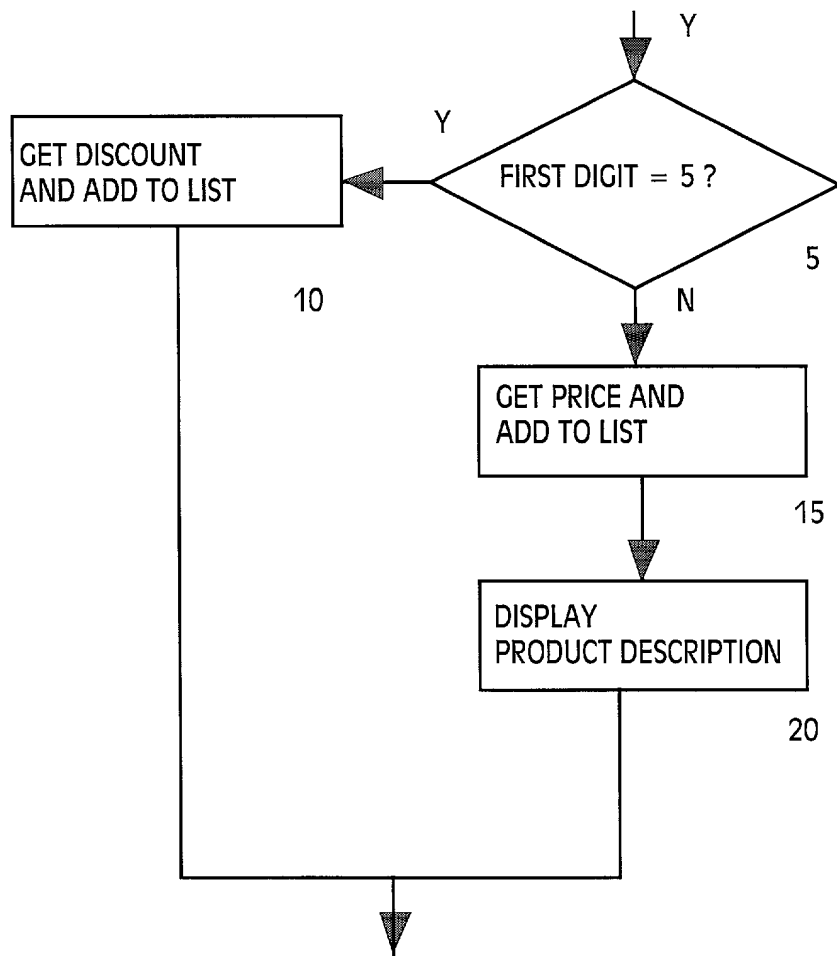 Y
Y
GET DISCOUNT
AND ADD TO LIST
FIRST DIGIT = 5 ?
5
10
N
GET PRICE AND
ADD TO LIST
15
DISPLAY
PRODUCT DESCRIPTION
20